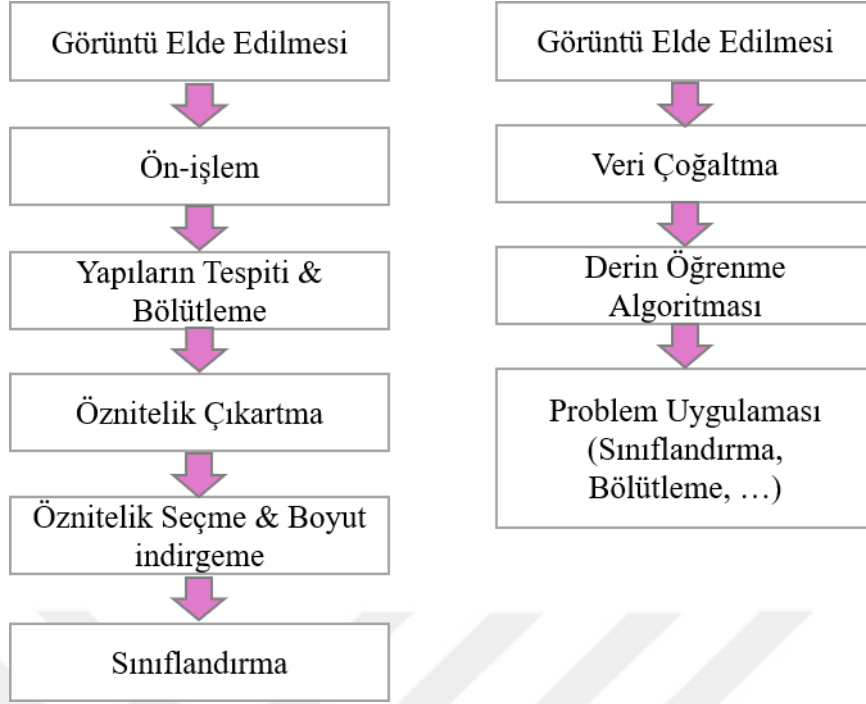 Görüntü Elde Edilmesi
Ön-işlem
Yapıların Tespiti &
Bölütleme
Öznitelik Çıkartma
Öznitelik Seçme & Boyut
indirgeme
Sınıflandırma
Görüntü Elde Edilmesi
Veri Çoğaltma
Derin Öğrenme
Algoritması
Problem Uygulaması
(Sınıflandırma,
Bölütleme, …)